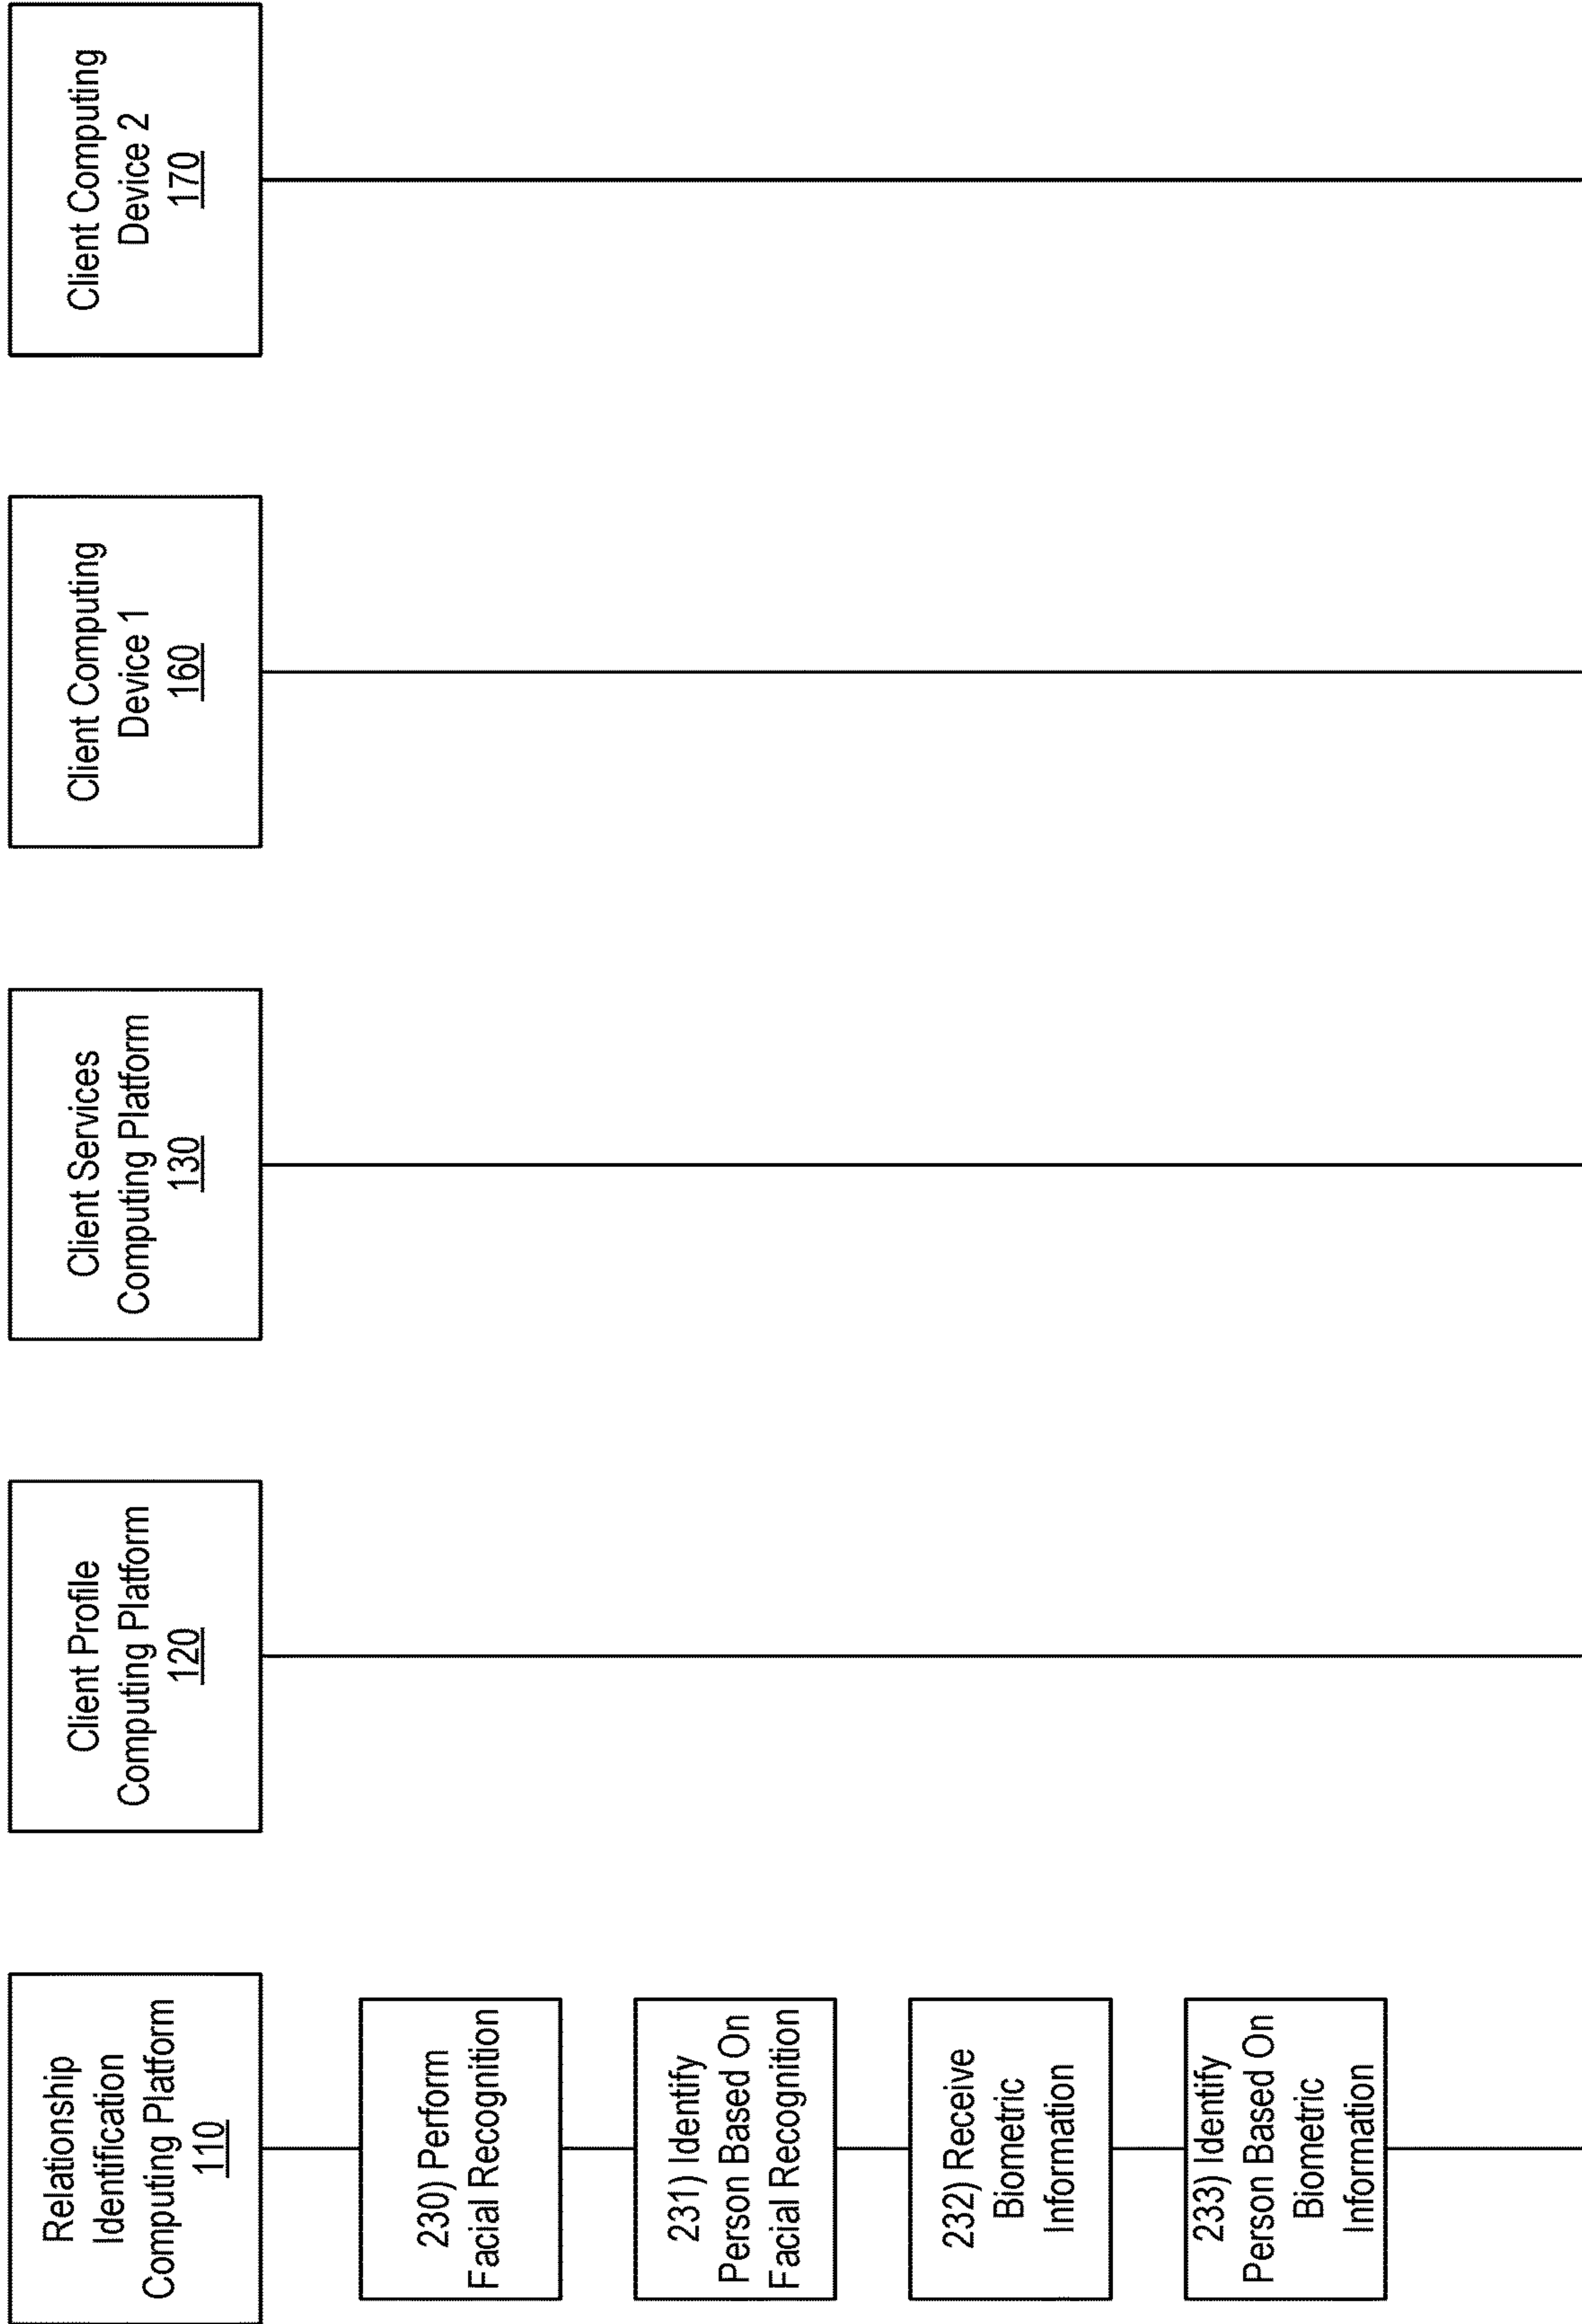 Relationship
Identification
Computing Platform
110
Client Profile
Computing Platform
120
Client Services
Computing Platform
130
Client Computing
Device 1
160
Client Computing
Device 2
170
230) Perform
Facial Recognition
231) Identify
Person Based On
Facial Recognition
232) Receive
Biometric
Information
233) Identify
Person Based On
Biometric
Information